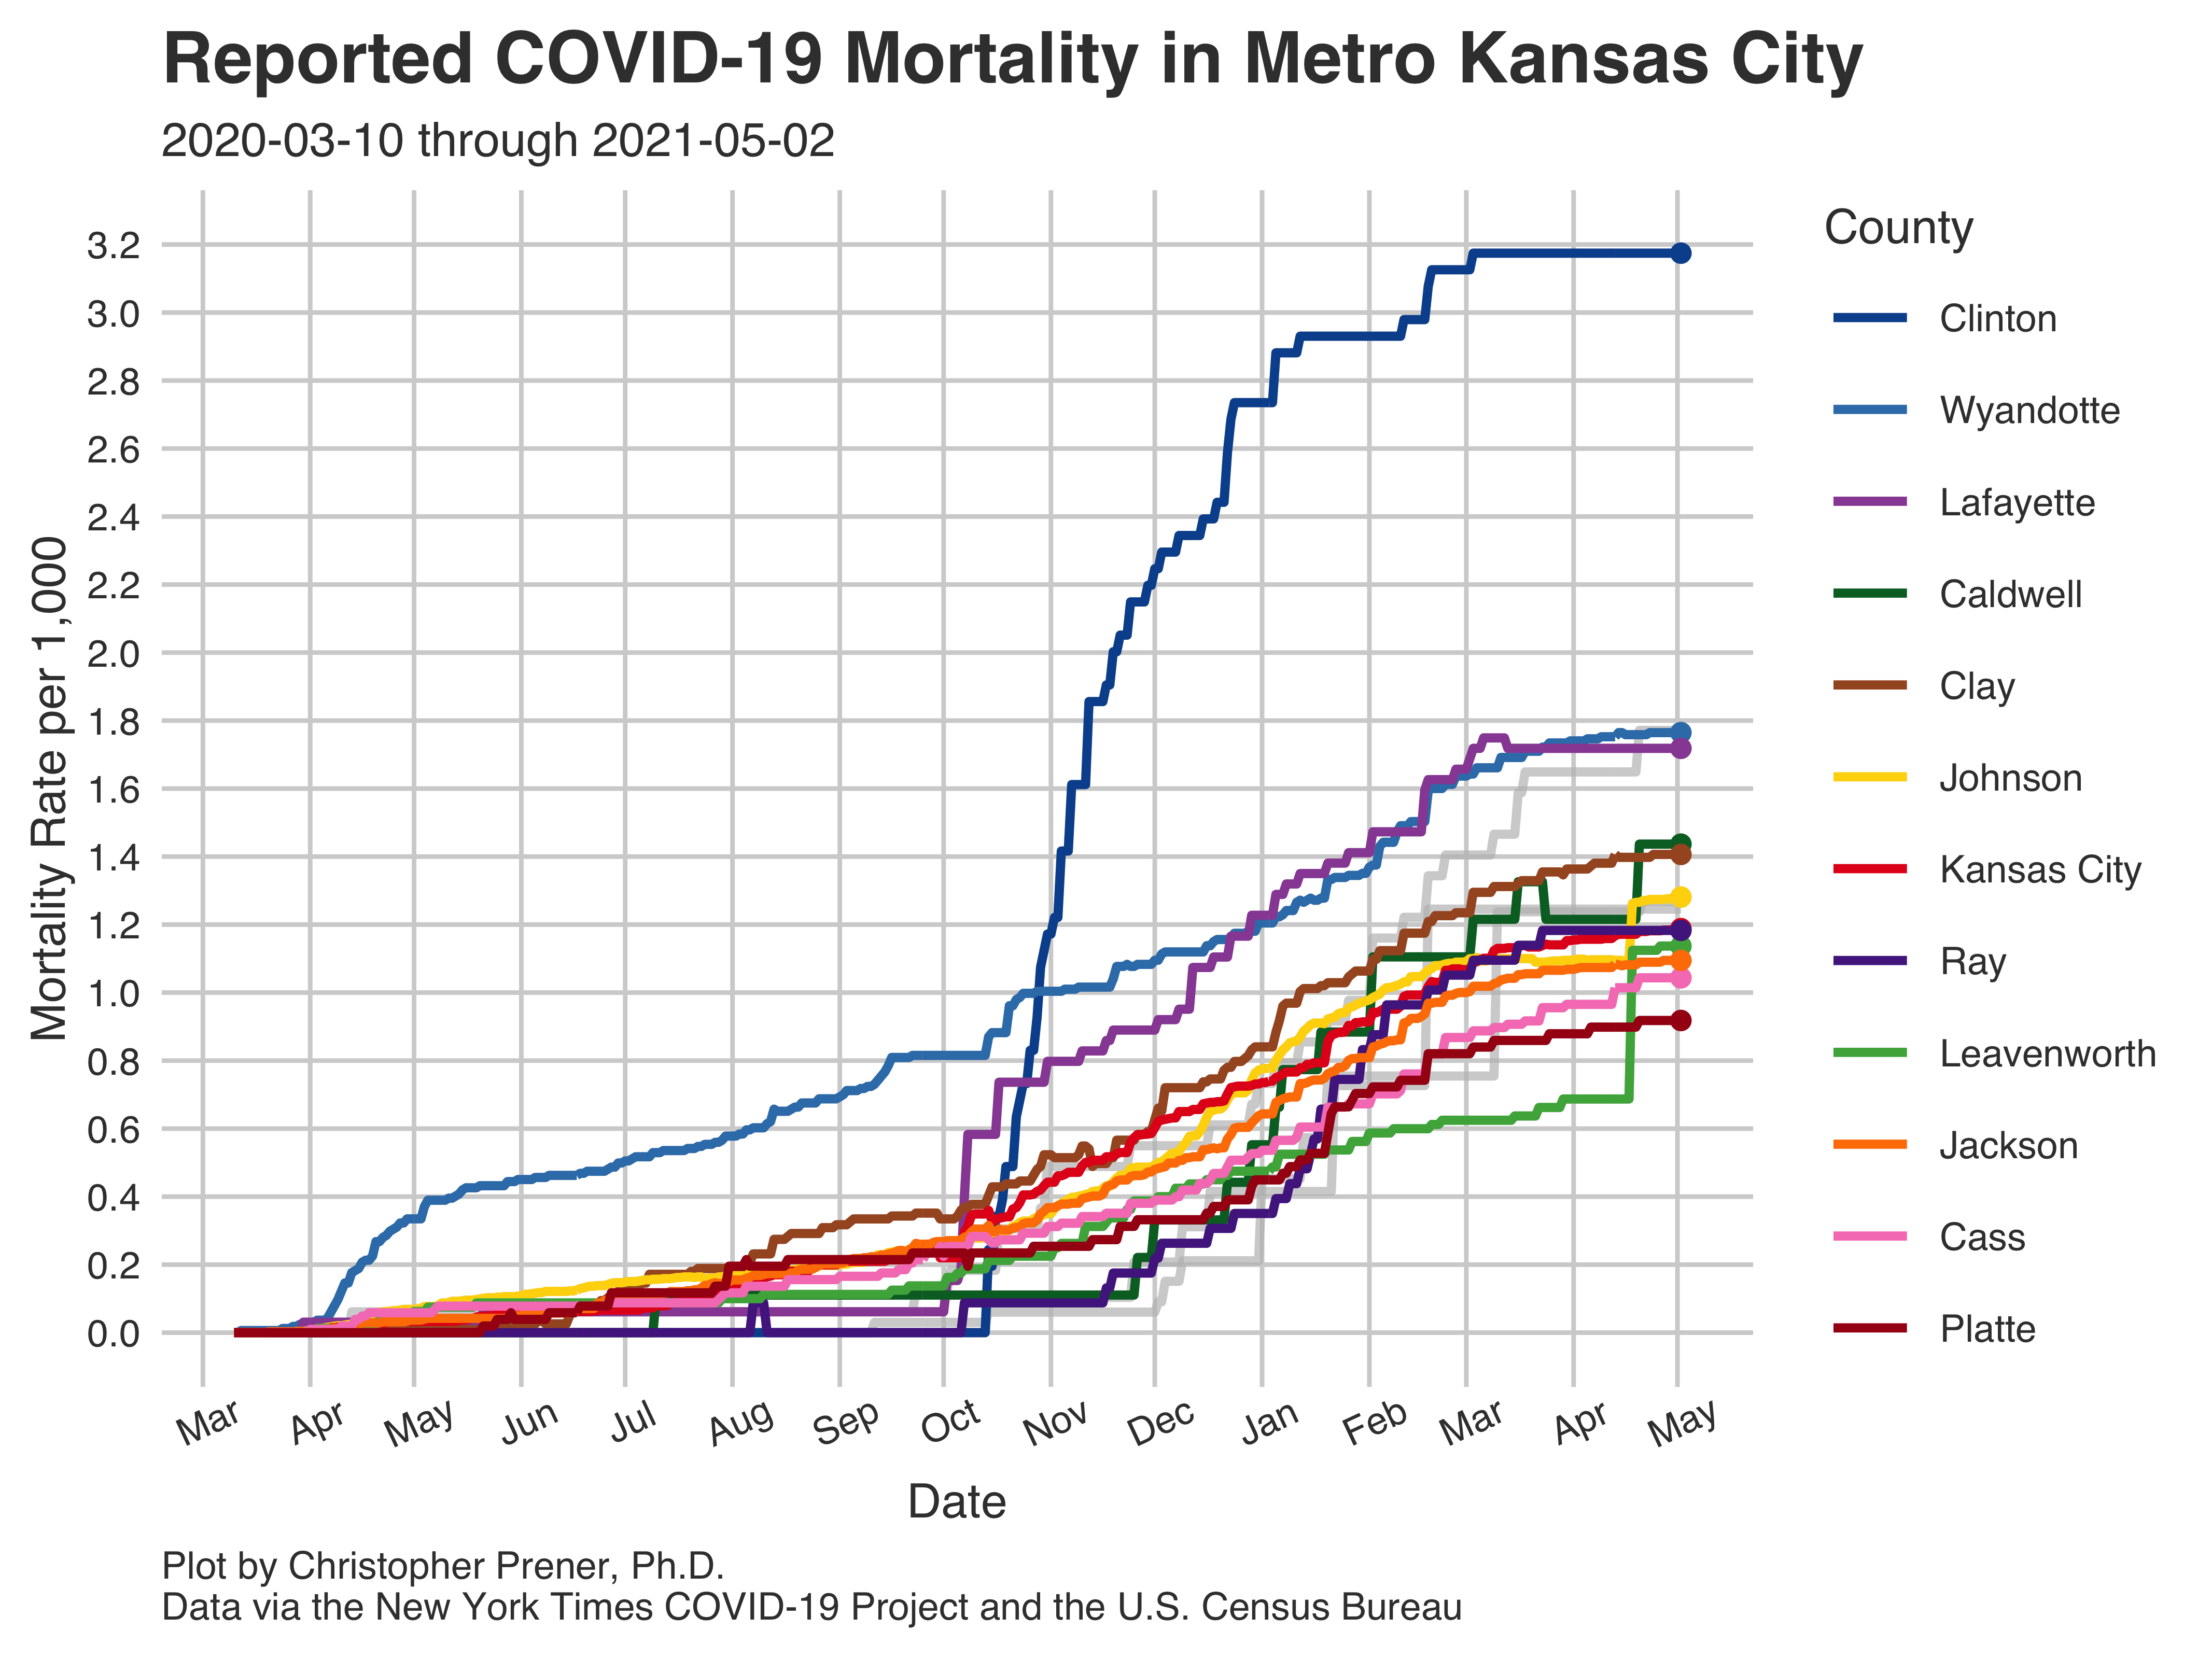 Reported COVID-19 Mortality in Metro Kansas City
2020-03-10 through 2021-05-02
Mortality Rate per 1,000
3.2
3.0
2.8
2.6
2.4
2.2
2.0
1.8
1.6
1.4
1.2
1.0
0.8
0.6
0.4
0.2
0.0
Mar Apr May Jun Jul Aug Sep Oct Nov Dec Jan Feb Mar Apr May
Date
County
Clinton
Wyandotte
Lafayette
Caldwell
Clay
Johnson
Kansas City
Ray
Leavenworth
Jackson
Cass
Platte
Plot by Christopher Prener, Ph.D.
Data via the New York Times COVID-19 Project and the U.S. Census Bureau